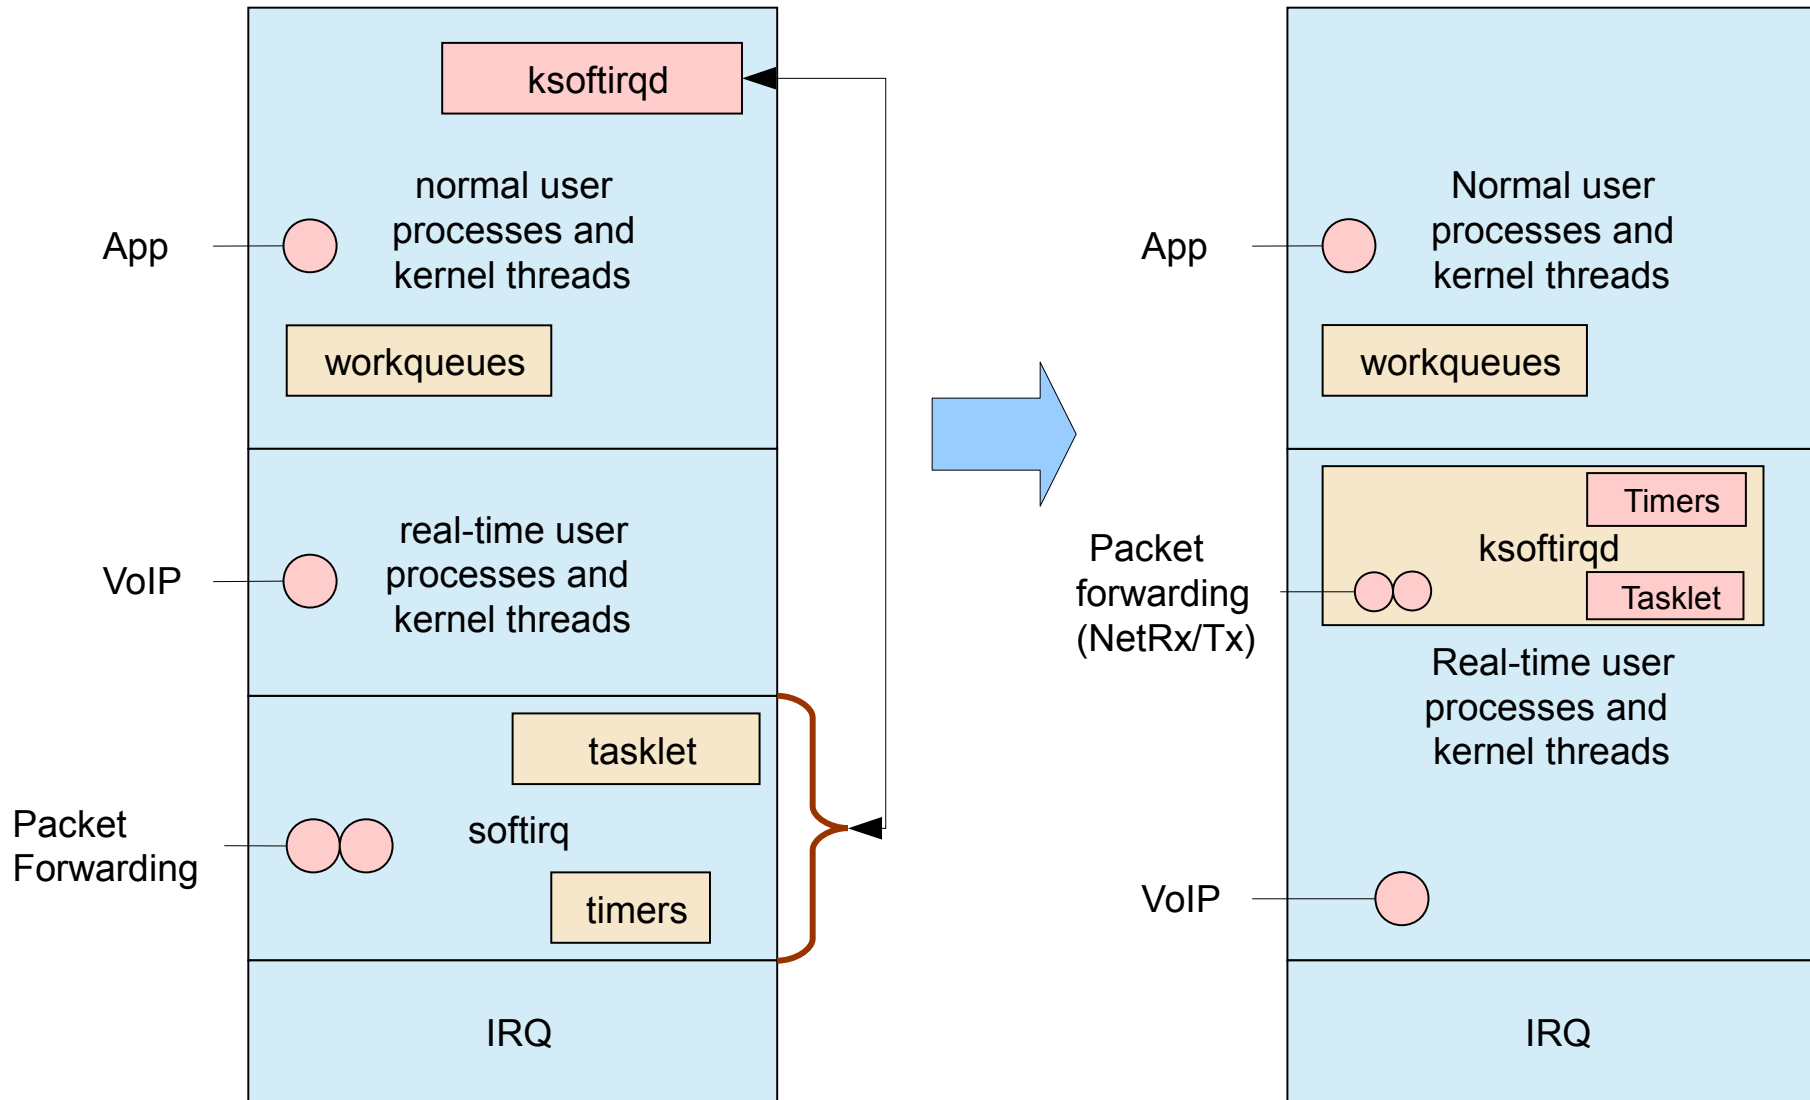 ksoftirqd
normal user
processes and
kernel threads
App
workqueues
real-time user
processes and
kernel threads
VoIP
tasklet
softirq
Packet
Forwarding
timers
IRQ
Normal user
processes and
kernel threads
App
workqueues
Timers
ksoftirqd
Tasklet
Packet
forwarding
(NetRx/Tx)
Real-time user
processes and
kernel threads
VoIP
IRQ